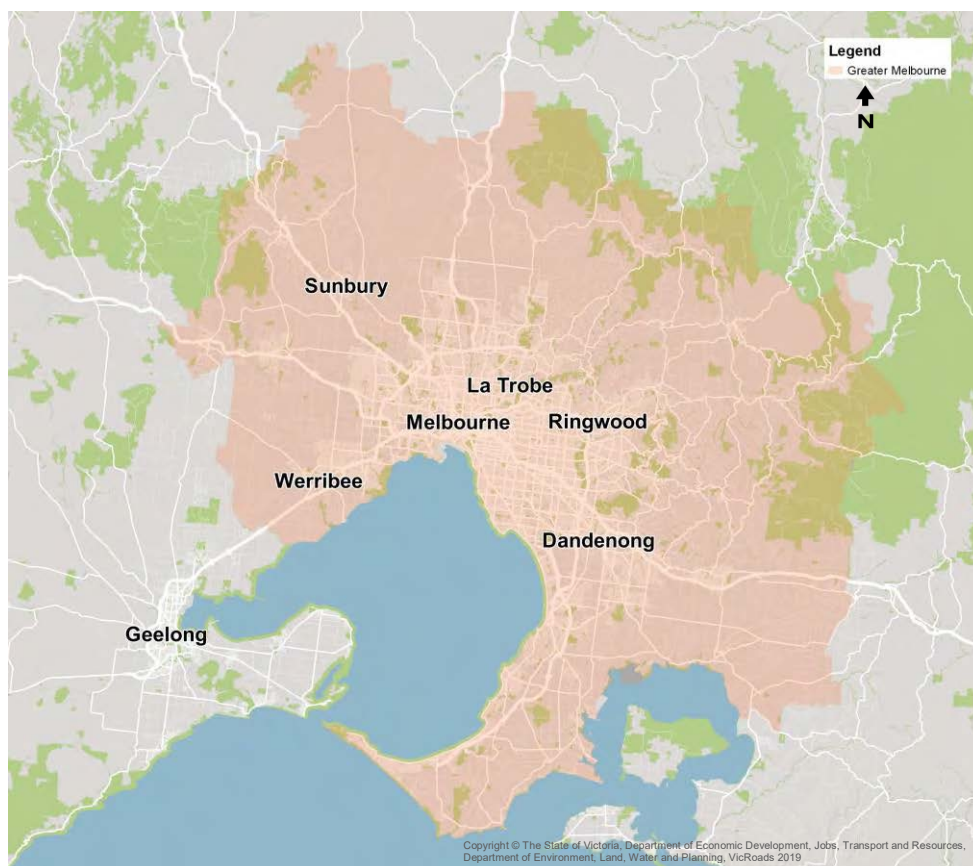 Legend
Greater Melbourne
N
Sunbury
La Trobe
Melbourne
Ringwood
Werribee
Dandenong
Geelong
Copyright © The State of Victoria, Department of Economic Development, Jobs, Transport and Resources,
Department of Environment, Land, Water and Planning, VicRoads 2019